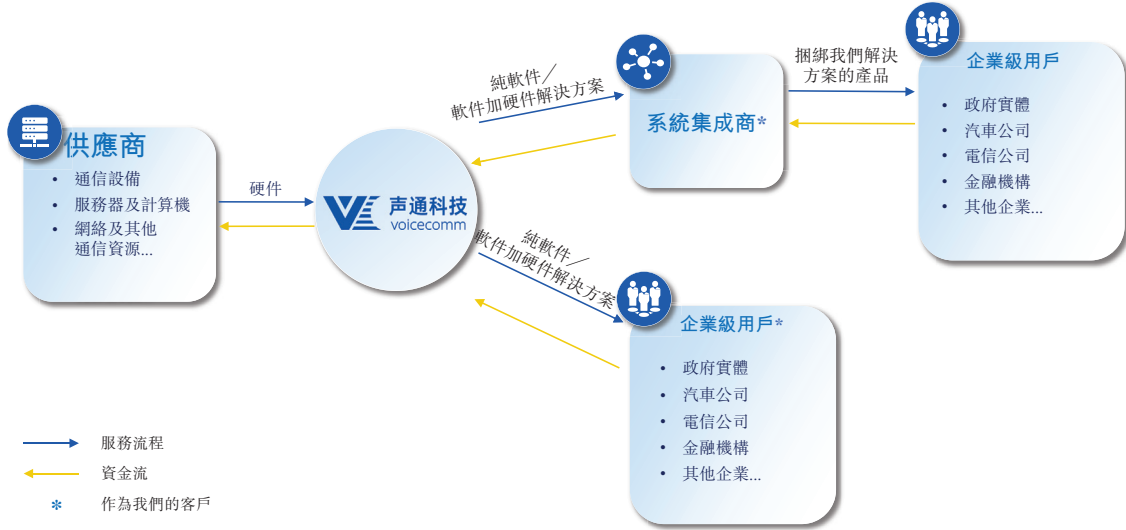 供應商
• 通信設備
• 服務器及計算機
• 網絡及其他
通信資源...
硬件
声通科技
voicecomm
純軟件／
軟件加硬件解決方案
系統集成商*
捆綁我們解決
方案的產品
企業級用戶
• 政府實體
• 汽車公司
• 電信公司
• 金融機構
• 其他企業...
純軟件／
軟件加硬件解決方案
企業級用戶*
• 政府實體
• 汽車公司
• 電信公司
• 金融機構
• 其他企業...
服務流程
資金流
* 作為我們的客戶